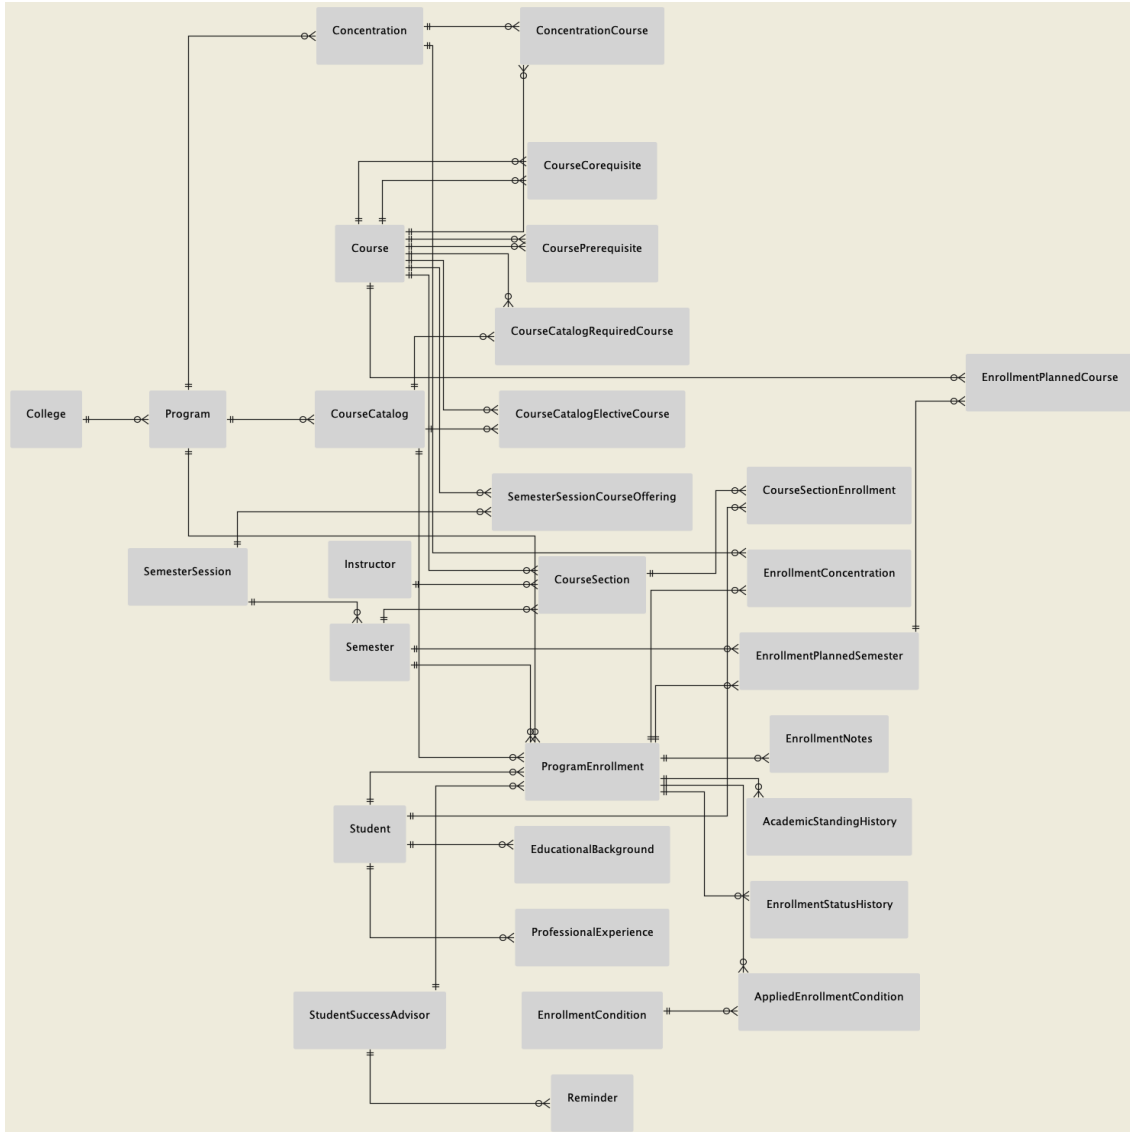 Concentration
ConcentrationCourse
CourseCorequisite
Course
CoursePrerequisite
CourseCatalogRequiredCourse
EnrollmentPlannedCourse
College
Program
CourseCatalog
CourseCatalogElectiveCourse
CourseSectionEnrollment
SemesterSessionCourseOffering
SemesterSession
Instructor
CourseSection
EnrollmentConcentration
Semester
EnrollmentPlannedSemester
EnrollmentNotes
ProgramEnrollment
Student
AcademicStandingHistory
EducationalBackground
EnrollmentStatusHistory
ProfessionalExperience
AppliedEnrollmentCondition
StudentSuccessAdvisor
EnrollmentCondition
Reminder